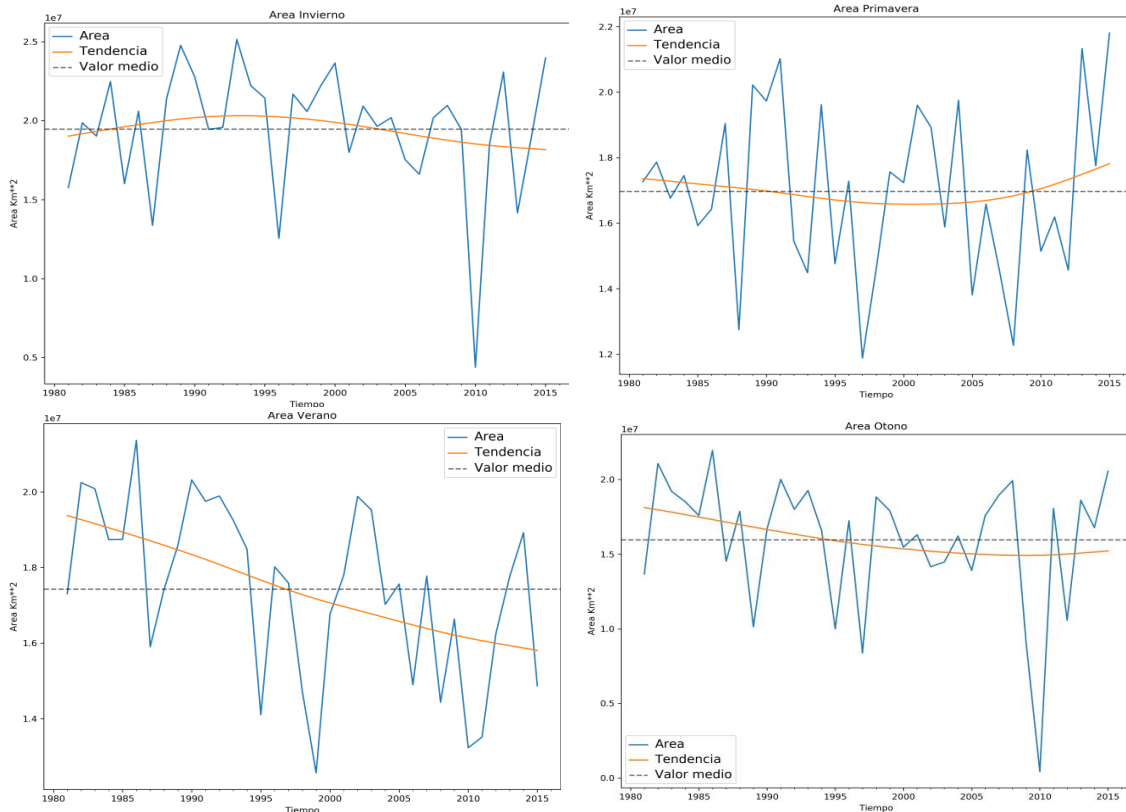 Area Invierno
1e7
Area
Tendencia
Valor medio
2.5
2.0
1.5
1.0
0.5
Area Km**2
1980 1985 1990 1995 2000 2005 2010 2015
Tiempo
Area Primavera
1e7
Area
Tendencia
Valor medio
2.2
2.0
1.8
1.6
1.4
1.2
Area Km**2
1980 1985 1990 1995 2000 2005 2010 2015
Tiempo
Area Verano
1e7
Area
Tendencia
Valor medio
2.0
1.8
1.6
1.4
Area Km**2
1980 1985 1990 1995 2000 2005 2010 2015
Tiempo
Area Otono
1e7
2.0
1.5
1.0
0.5
0.0
Area Km**2
Area
Tendencia
Valor medio
1980 1985 1990 1995 2000 2005 2010 2015
Tiempo